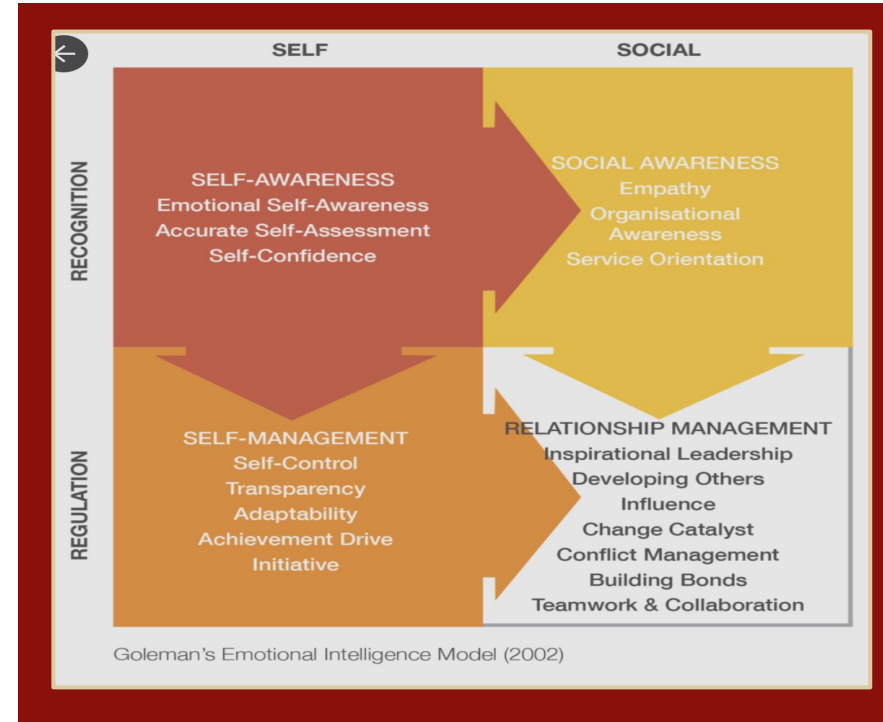 SELF
SOCIAL
RECOGNITION
SELF-AWARENESS
Emotional Self-Awareness
Accurate Self-Assessment
Self-Confidence
SOCIAL AWARENESS
Empathy
Organisational
Awareness
Service Orientation
REGULATION
SELF-MANAGEMENT
Self-Control
Transparency
Adaptability
Achievement Drive
Initiative
RELATIONSHIP MANAGEMENT
Inspirational Leadership
Developing Others
Influence
Change Catalyst
Conflict Management
Building Bonds
Teamwork & Collaboration
Goleman's Emotional Intelligence Model (2002)